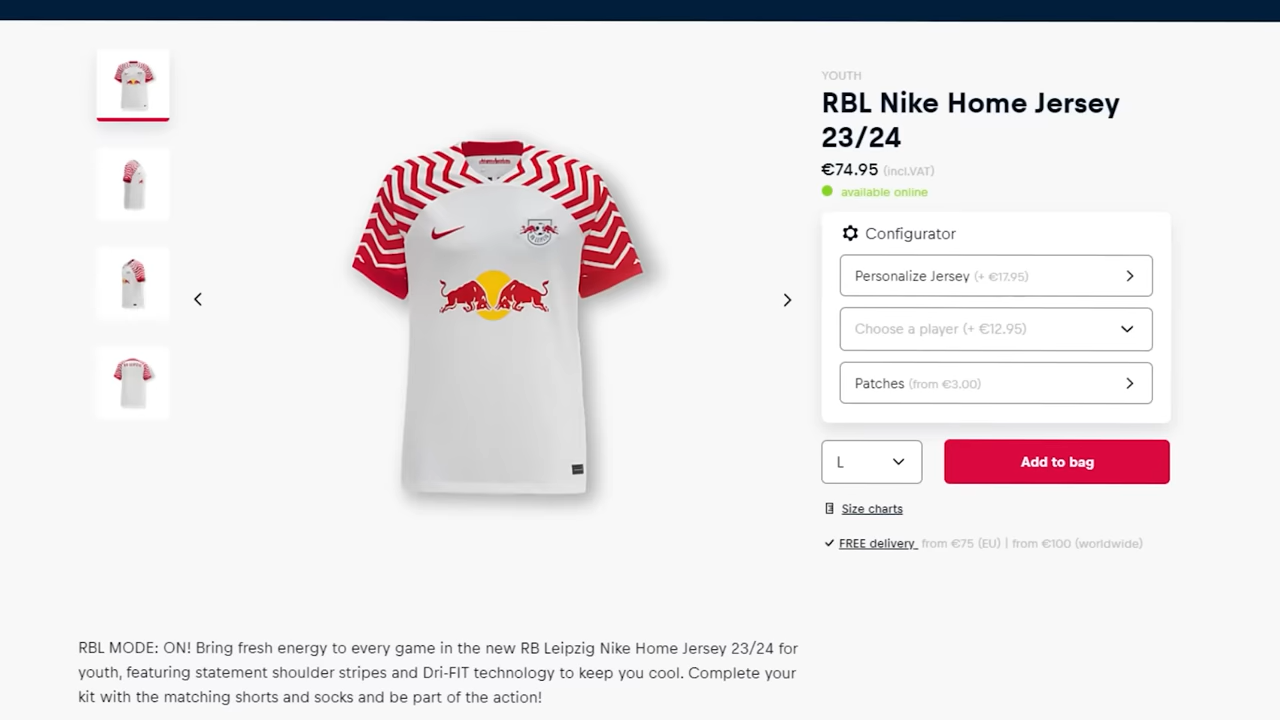 YOUTH
RBL Nike Home Jersey
23/24
€74.95 (incl.VAT)
available online
Configurator
Personalize Jersey (+ €17.95)
Choose a player (+ €12.95)
Patches (from €3.00)
L
Add to bag
Size charts
FREE delivery from €75 (EU) | from €100 (worldwide)
RBL MODE: ON! Bring fresh energy to every game in the new RB Leipzig Nike Home Jersey 23/24 for
youth, featuring statement shoulder stripes and Dri-FIT technology to keep you cool. Complete your
kit with the matching shorts and socks and be part of the action!